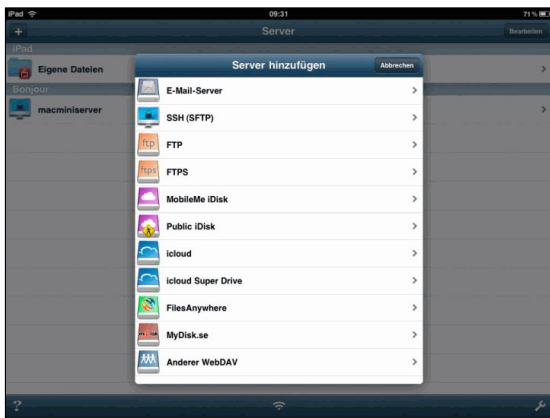 iPad 09:31 71 %
+ Server Bearbeiten
iPad
Eigene Dateien
Bonjour
macminiserver
Server hinzufügen Abbrechen
E-Mail-Server
SSH (SFTP)
ftp FTP
ftps FTPS
MobileMe iDisk
Public iDisk
icloud
icloud Super Drive
FilesAnywhere
MyDisk.se
Anderer WebDAV
?